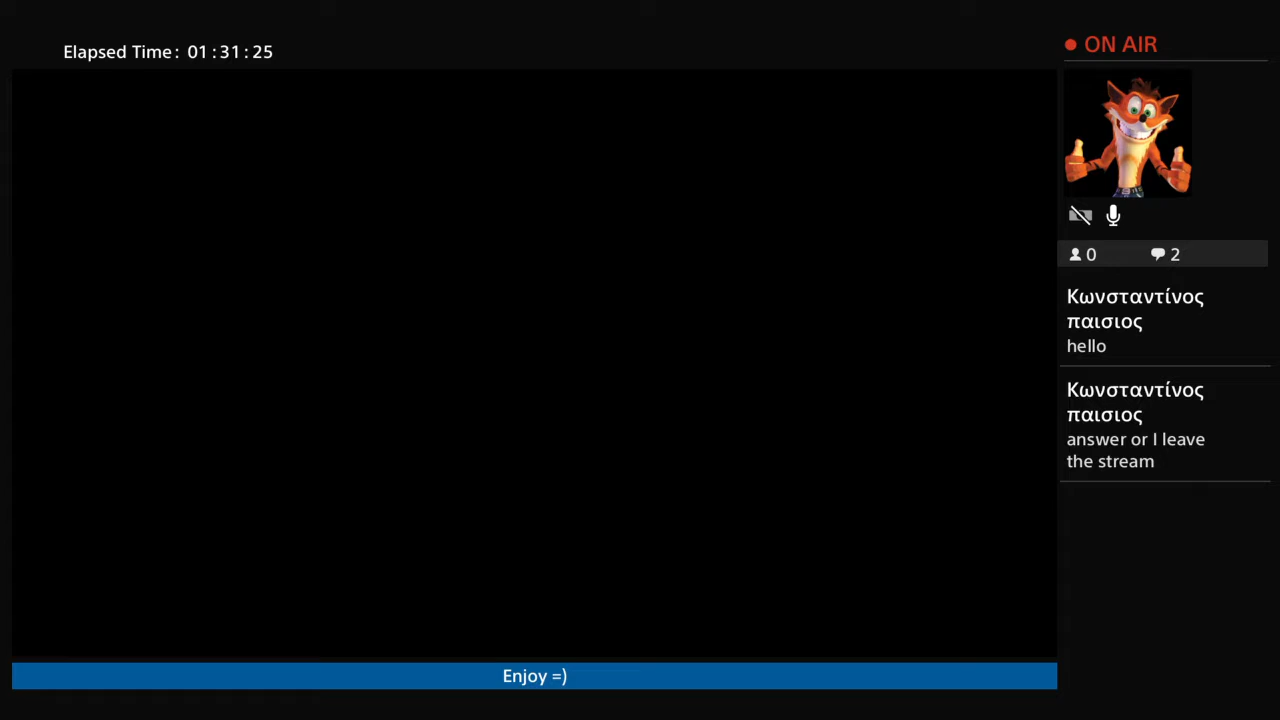 Elapsed Time: 01:31:25
ON AIR
0 2
Κωνσταντίνος
παισιος
hello
Κωνσταντίνος
παισιος
answer or I leave
the stream
Enjoy =)